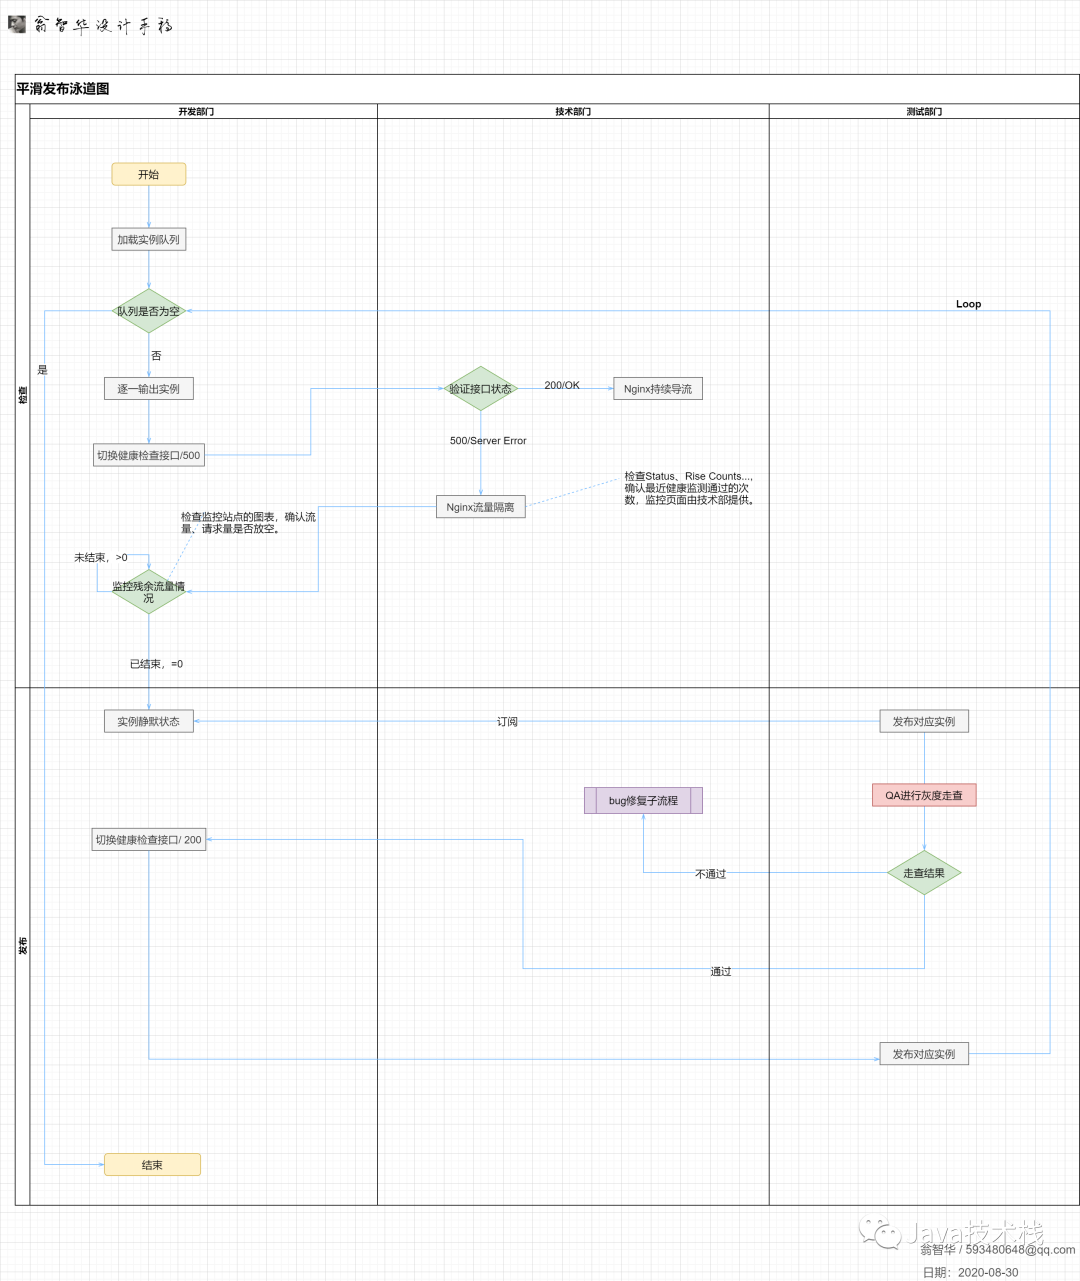 翁智华设计手稿
平滑发布泳道图
开发部门
技术部门
测试部门
检查
开始
加载实例队列
队列是否为空
Loop
是
否
逐一输出实例
验证接口状态
200/OK
Nginx持续导流
切换健康检查接口/500
500/Server Error
检查Status、Rise Counts...,
确认最近健康监测通过的次
数，监控页面由技术部提供。
Nginx流量隔离
检查监控站点的图表，确认流
量、请求量是否放空。
未结束，>0
监控残余流量情
况
已结束，=0
发布
实例静默状态
订阅
发布对应实例
QA进行灰度走查
bug修复子流程
切换健康检查接口/ 200
走查结果
不通过
通过
发布对应实例
结束
Java技术栈
翁智华 / 593480648@qq.com
日期：2020-08-30